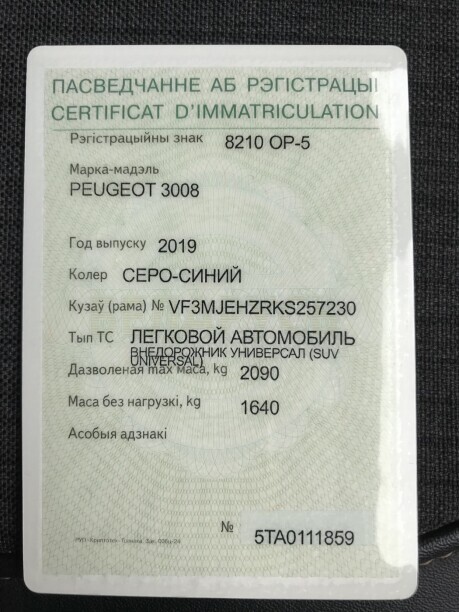 ПАСВЕДЧАННЕ АБ РЭГІСТРАЦЫІ
CERTIFICAT D'IMMATRICULATION
Рэгістрацыйны знак 8210 OP-5
Марка-мадэль
PEUGEOT 3008
Год выпуску 2019
Колер СЕРО-СИНИЙ
Кузаў (рама) № VF3MJEHZRKS257230
Тып ТС ЛЕГКОВОЙ АВТОМОБИЛЬ
ВНЕДОРОЖНИК УНИВЕРСАЛ (SUV
UNIVERSAL)
Дазволеная max маса, kg 2090
Маса без нагрузкі, kg 1640
Асобыя адзнакі
№ 5TA0111859